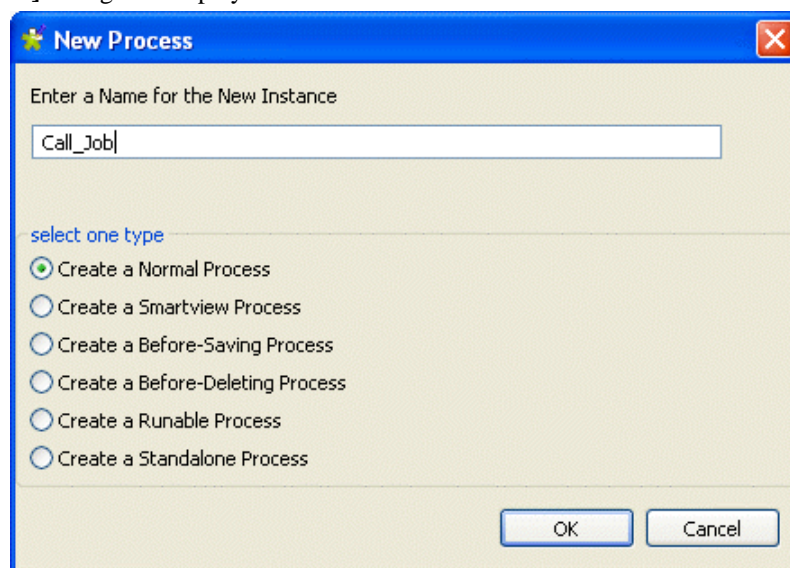 New Process
Enter a Name for the New Instance
Call_Job
select one type
Create a Normal Process
Create a Smartview Process
Create a Before-Saving Process
Create a Before-Deleting Process
Create a Runable Process
Create a Standalone Process
OK Cancel